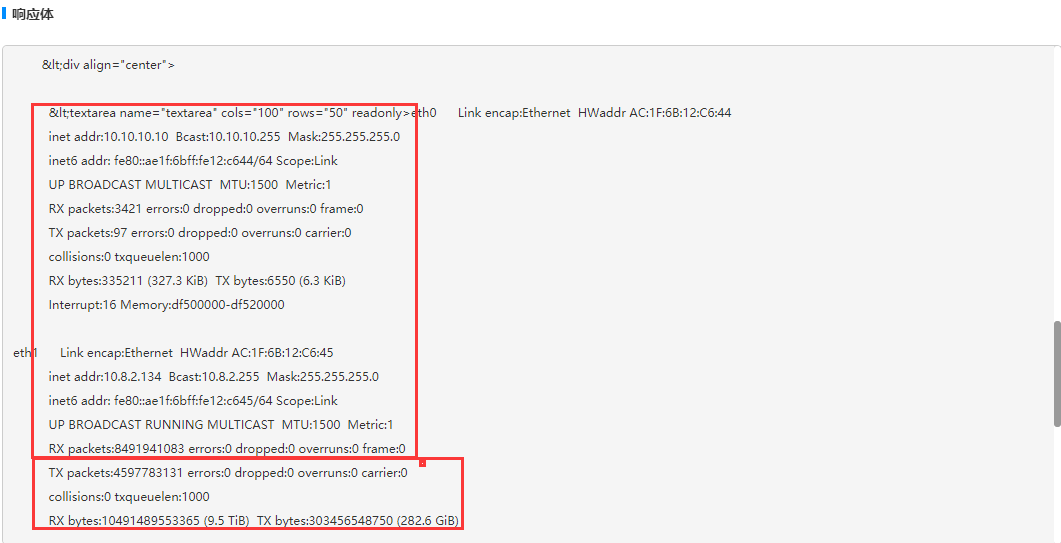 响应体
&lt;div align="center">
&lt;textarea name="textarea" cols="100" rows="50" readonly>eth0 Link encap:Ethernet HWaddr AC:1F:6B:12:C6:44
inet addr:10.10.10.10 Bcast:10.10.10.255 Mask:255.255.255.0
inet6 addr: fe80::ae1f:6bff:fe12:c644/64 Scope:Link
UP BROADCAST MULTICAST MTU:1500 Metric:1
RX packets:3421 errors:0 dropped:0 overruns:0 frame:0
TX packets:97 errors:0 dropped:0 overruns:0 carrier:0
collisions:0 txqueuelen:1000
RX bytes:335211 (327.3 KiB) TX bytes:6550 (6.3 KiB)
Interrupt:16 Memory:df500000-df520000
eth1 Link encap:Ethernet HWaddr AC:1F:6B:12:C6:45
inet addr:10.8.2.134 Bcast:10.8.2.255 Mask:255.255.255.0
inet6 addr: fe80::ae1f:6bff:fe12:c645/64 Scope:Link
UP BROADCAST RUNNING MULTICAST MTU:1500 Metric:1
RX packets:8491941083 errors:0 dropped:0 overruns:0 frame:0
TX packets:4597783131 errors:0 dropped:0 overruns:0 carrier:0
collisions:0 txqueuelen:1000
RX bytes:10491489553365 (9.5 TiB) TX bytes:303456548750 (282.6 GiB)